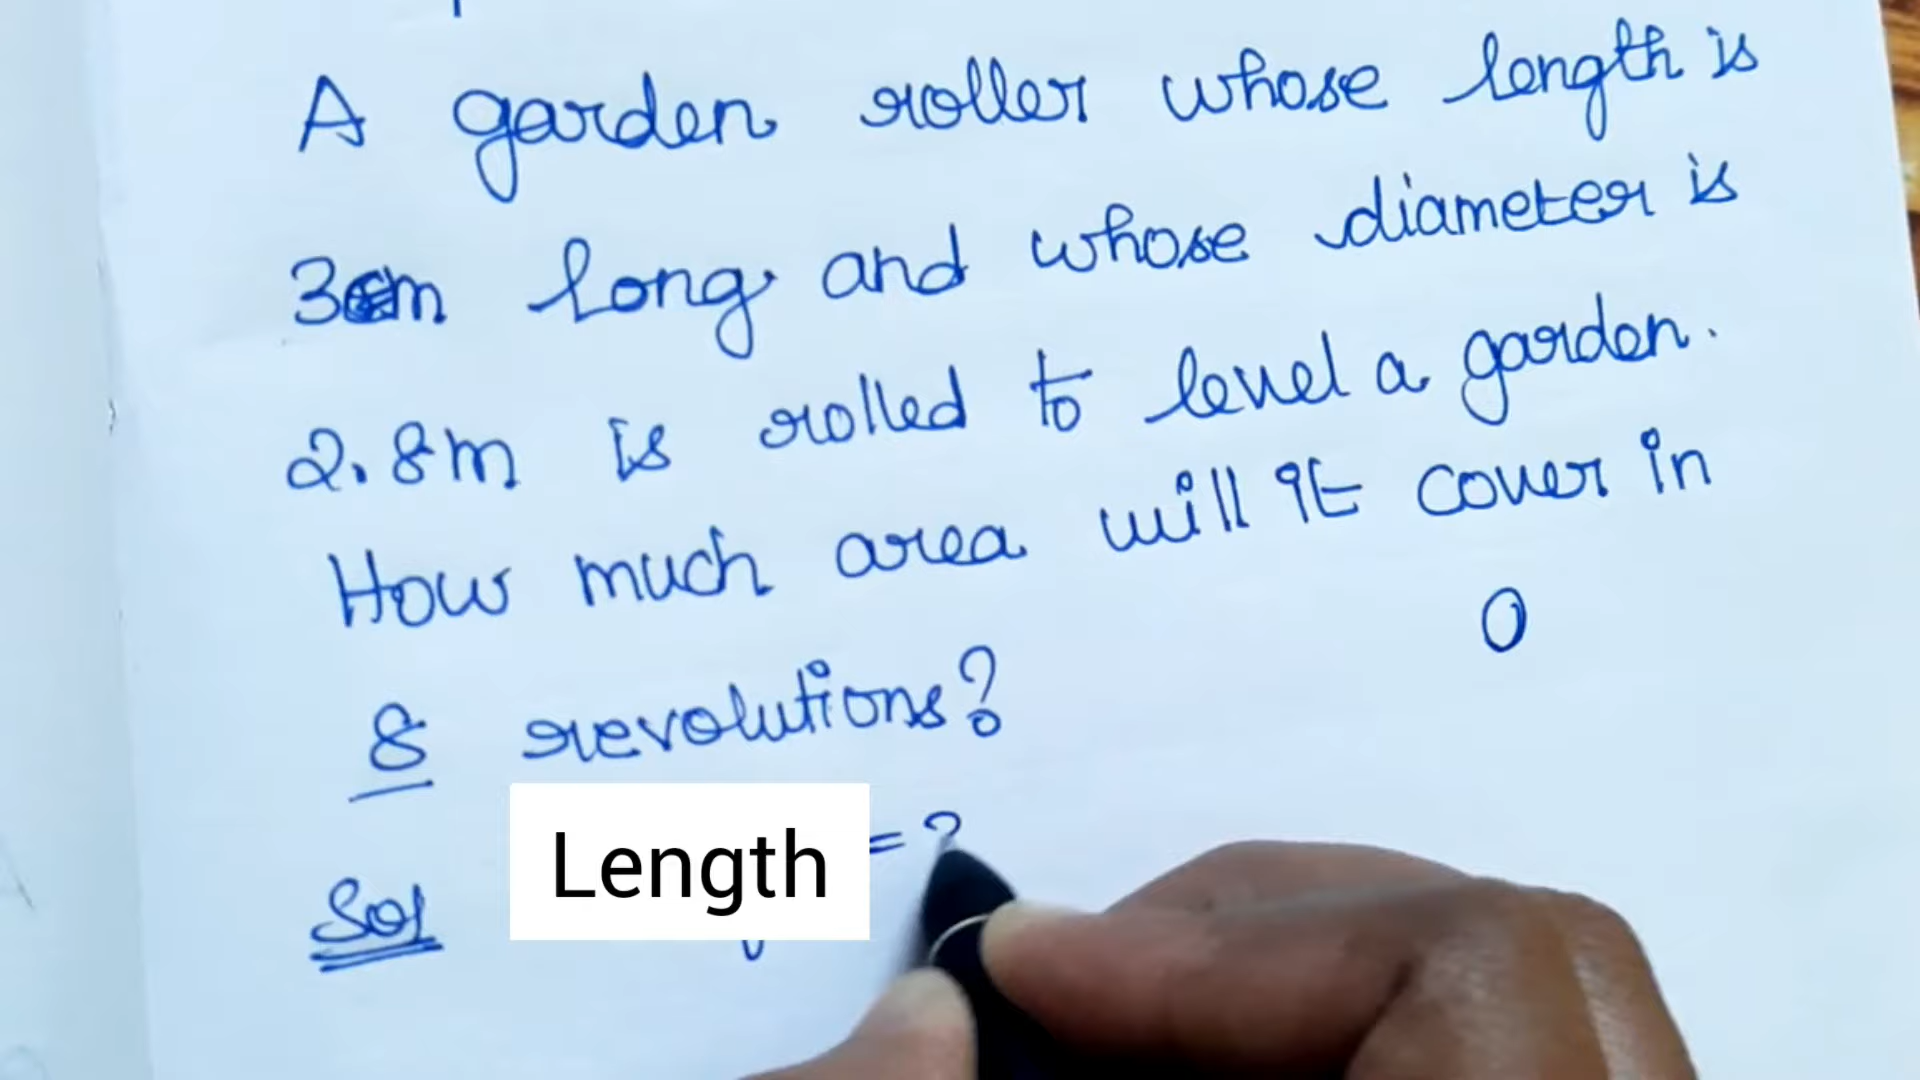 A garden roller whose length is
3m long and whose diameter is
2.8m is rolled to level a garden.
How much area will it cover in
8 revolutions?
Sol Length = 3